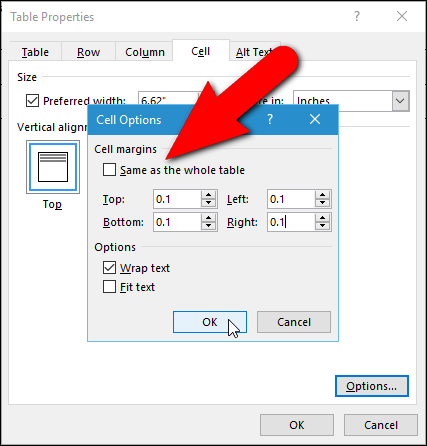 Table Properties ?
Table Row Column Cell Alt Text
Size
Preferred width: 6.62" in: Inches
Vertical alignm
Top
Cell Options ?
Cell margins
Same as the whole table
Top: 0.1 Left: 0.1
Bottom: 0.1 Right: 0.1
Options
Wrap text
Fit text
OK Cancel
Options...
OK Cancel